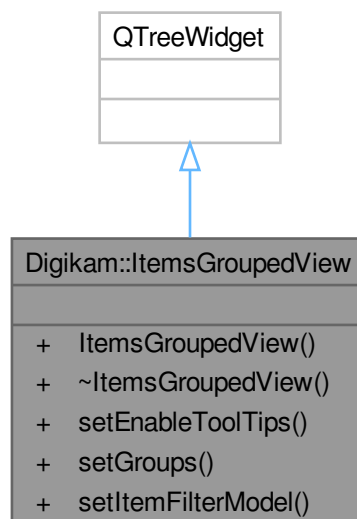 QTreeWidget
Digikam::ItemsGroupedView
+ ItemsGroupedView()
+ ~ItemsGroupedView()
+ setEnableToolTips()
+ setGroups()
+ setItemFilterModel()